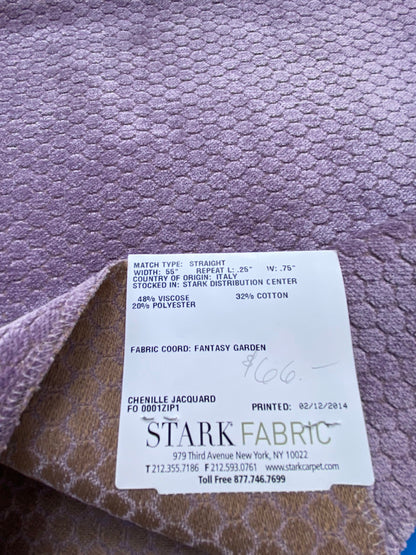 MATCH TYPE: STRAIGHT
WIDTH: 55" REPEAT L: .25" W: .75"
COUNTRY OF ORIGIN: ITALY
STOCKED IN: STARK DISTRIBUTION CENTER
48% VISCOSE 32% COTTON
20% POLYESTER
FABRIC COORD: FANTASY GARDEN
$66.-
CHENILLE JACQUARD
FO 0001ZIP1 PRINTED: 02/12/2014
STARK FABRIC
979 Third Avenue New York, NY 10022
T 212.355.7186 F 212.593.0761 www.starkcarpet.com
Toll Free 877.746.7699